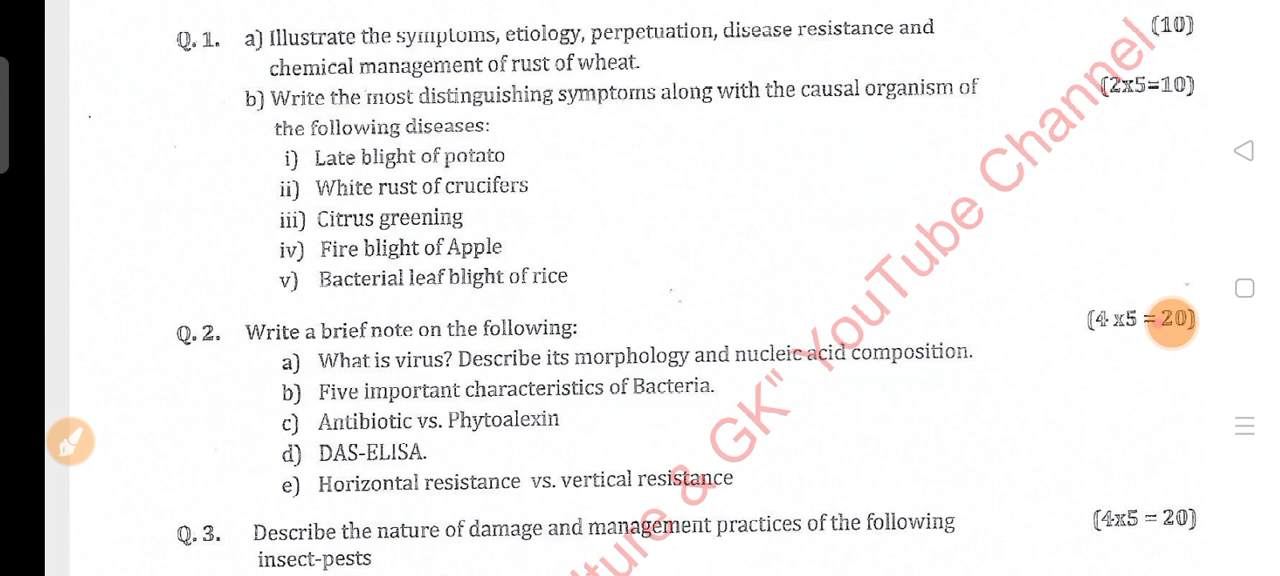 Q. 1. a) Illustrate the symptoms, etiology, perpetuation, disease resistance and (10)
chemical management of rust of wheat.
b) Write the most distinguishing symptoms along with the causal organism of (2x5=10)
the following diseases:
i) Late blight of potato
ii) White rust of crucifers
iii) Citrus greening
iv) Fire blight of Apple
v) Bacterial leaf blight of rice
Q. 2. Write a brief note on the following: (4 x5 = 20)
a) What is virus? Describe its morphology and nucleic acid composition.
b) Five important characteristics of Bacteria.
c) Antibiotic vs. Phytoalexin
d) DAS-ELISA.
e) Horizontal resistance vs. vertical resistance
Q. 3. Describe the nature of damage and management practices of the following (4x5 = 20)
insect-pests
& GK" YouTube Channel